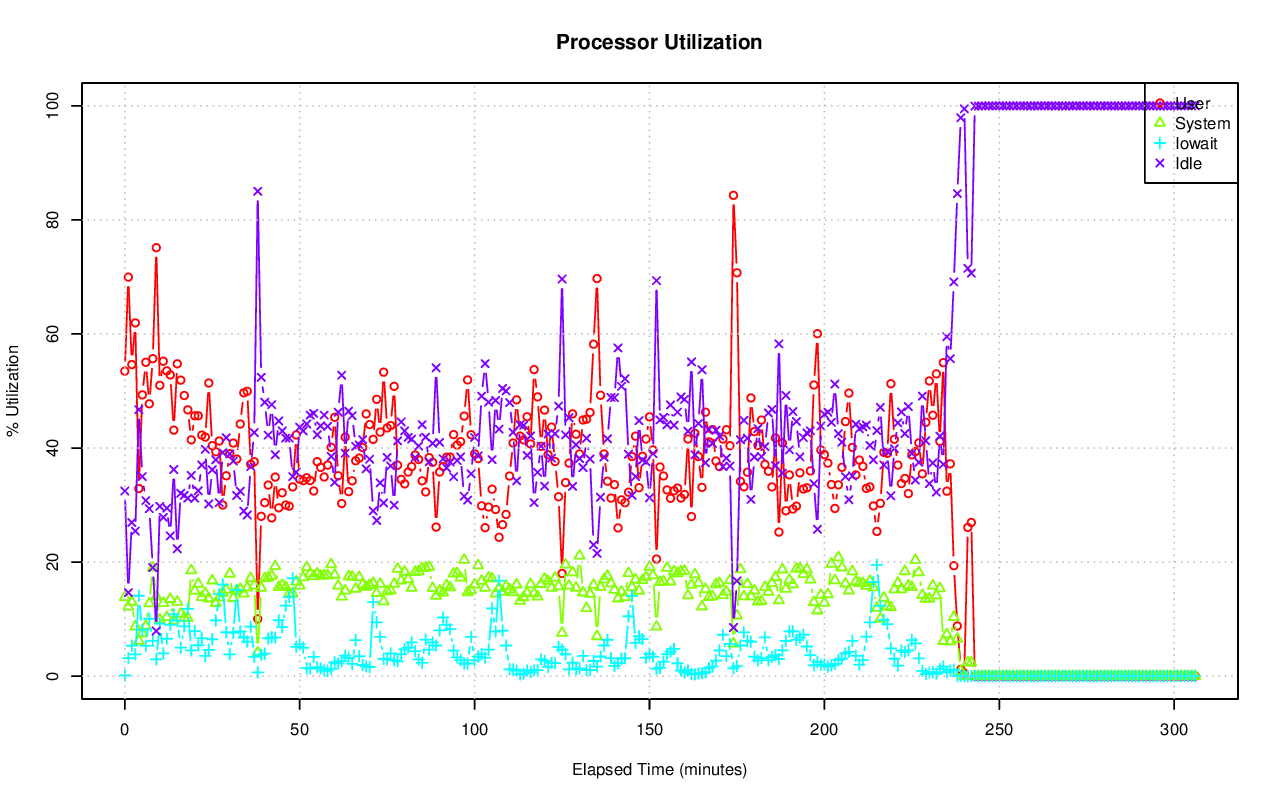 Processor Utilization
% Utilization
100
80
60
40
20
0
User
System
Iowait
Idle
0 50 100 150 200 250 300
Elapsed Time (minutes)